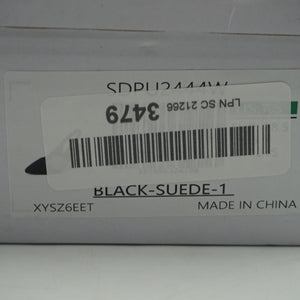 SDPU2444W
LPN SC 21266
3479
BLACK-SUEDE-1
XYSZ6EET
MADE IN CHINA